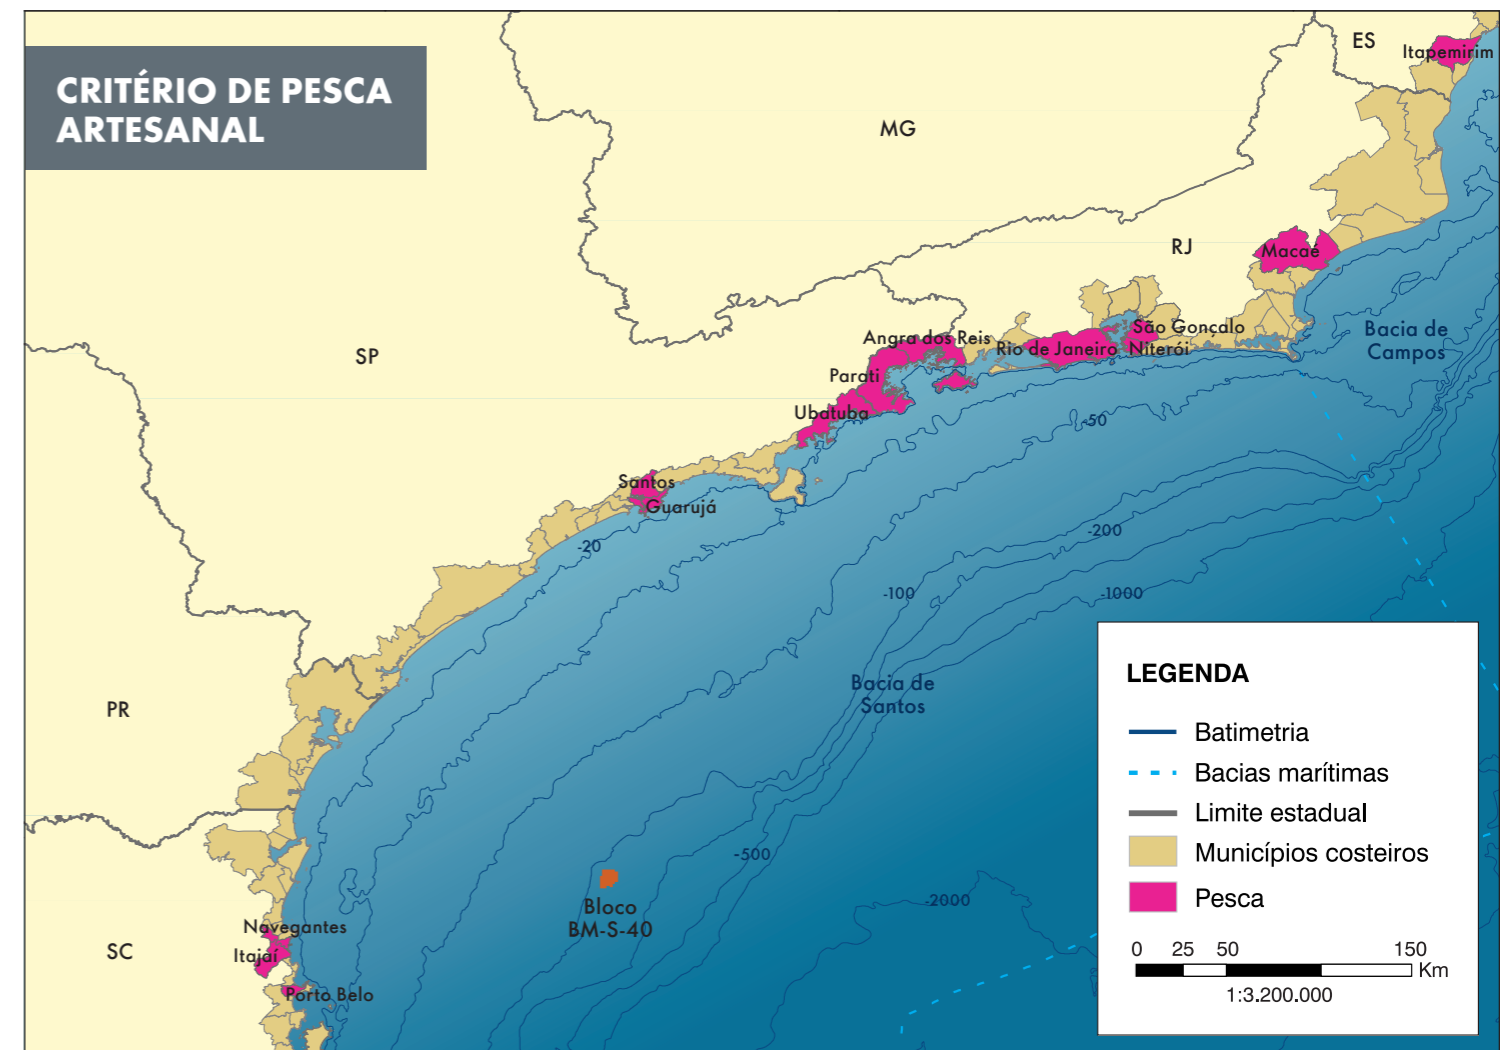 CRITÉRIO DE PESCA
ARTESANAL
ES
Itapemirim
MG
RJ
Macaé
SP
Angra dos Reis
São Gonçalo
Rio de Janeiro
Niterói
Bacia de
Campos
Parati
Ubatuba
-50
Santos
Guarujá
-20
-200
-100
-1000
Bacia de
Santos
PR
-500
Bloco
BM-S-40
-2000
Navegantes
SC
Itajaí
Porto Belo
LEGENDA
Batimetria
Bacias marítimas
Limite estadual
Municípios costeiros
Pesca
0 25 50 150
Km
1:3.200.000